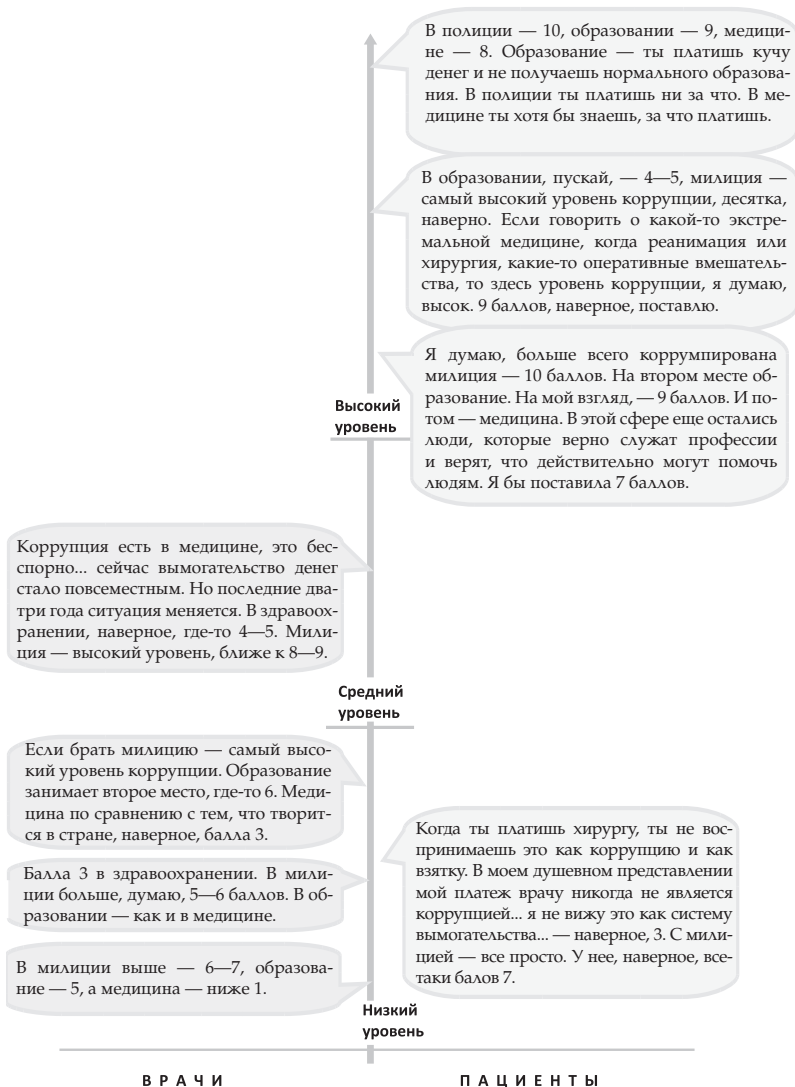 В полиции — 10, образовании — 9, медици-
не — 8. Образование — ты платишь кучу
денег и не получаешь нормального образова-
ния. В полиции ты платишь ни за что. В ме-
дицине ты хотя бы знаешь, за что платишь.
В образовании, пускай, — 4—5, милиция —
самый высокий уровень коррупции, десятка,
наверно. Если говорить о какой-то экстре-
мальной медицине, когда реанимация или
хирургия, какие-то оперативные вмешатель-
ства, то здесь уровень коррупции, я думаю,
высок. 9 баллов, наверное, поставлю.
Я думаю, больше всего коррумпирована
милиция — 10 баллов. На втором месте об-
разование. На мой взгляд, — 9 баллов. И по-
том — медицина. В этой сфере еще остались
люди, которые верно служат профессии
и верят, что действительно могут помочь
людям. Я бы поставила 7 баллов.
Высокий
уровень
Коррупция есть в медицине, это бес-
спорно... сейчас вымогательство денег
стало повсеместным. Но последние два-
три года ситуация меняется. В здравоох-
ранении, наверное, где-то 4—5. Мили-
ция — высокий уровень, ближе к 8—9.
Средний
уровень
Если брать милицию — самый высо-
кий уровень коррупции. Образование
занимает второе место, где-то 6. Меди-
цина по сравнению с тем, что творит-
ся в стране, наверное, балла 3.
Балла 3 в здравоохранении. В мили-
ции больше, думаю, 5—6 баллов. В об-
разовании — как и в медицине.
В милиции выше — 6—7, образова-
ние — 5, а медицина — ниже 1.
Когда ты платишь хирургу, ты не вос-
принимаешь это как коррупцию и как
взятку. В моем душевном представлении
мой платеж врачу никогда не является
коррупцией... я не вижу это как систему
вымогательства... — наверное, 3. С мили-
цией — все просто. У нее, наверное, все-
таки балов 7.
Низкий
уровень
ВРАЧИ
ПАЦИЕНТЫ